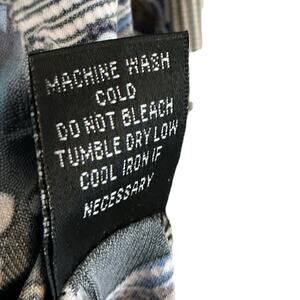 MACHINE WASH
COLD
DO NOT BLEACH
TUMBLE DRY LOW
COOL IRON IF
NECESSARY